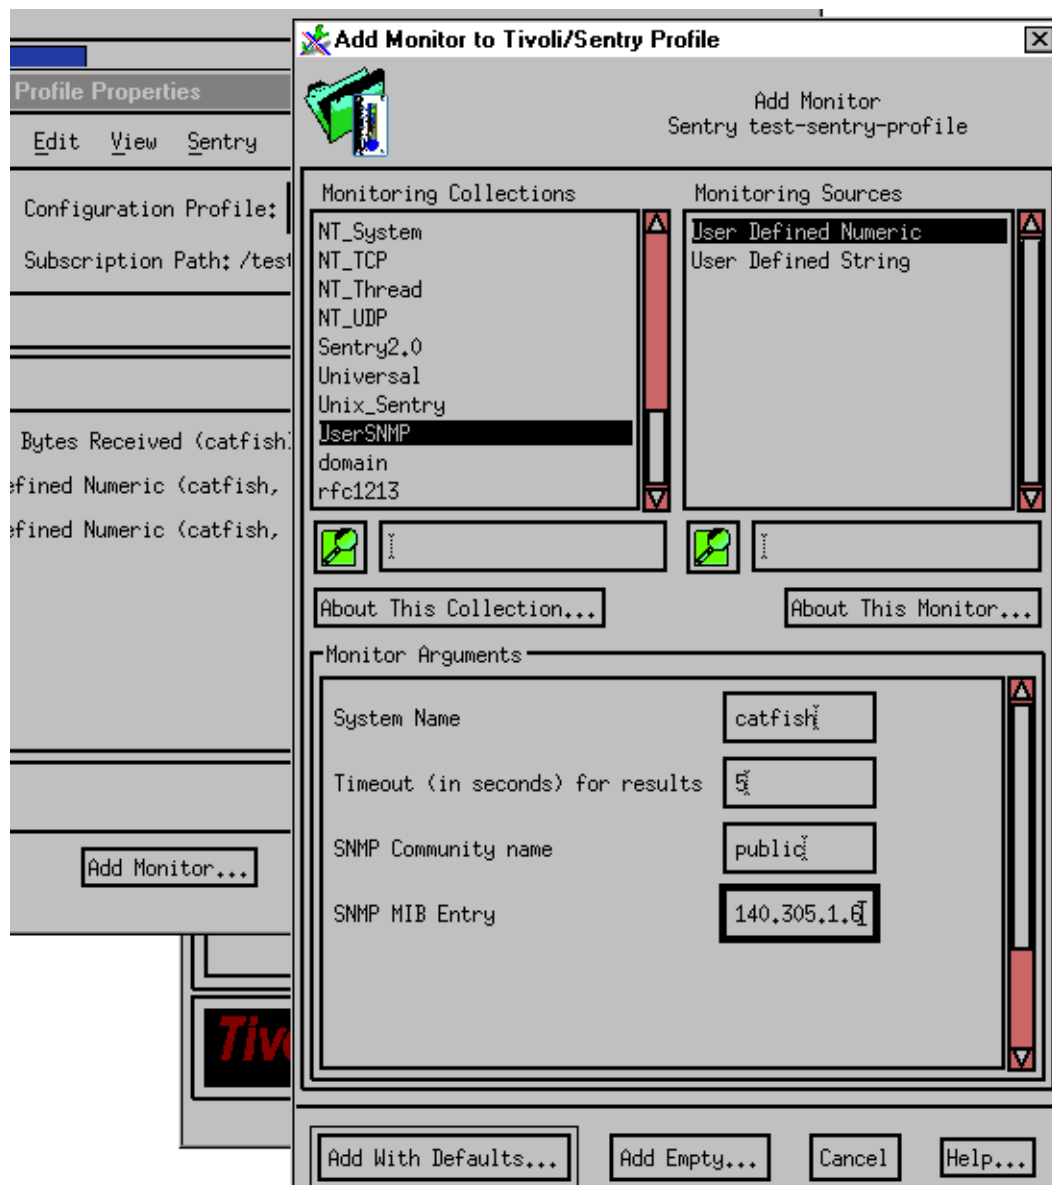 Add Monitor to Tivoli/Sentry Profile
Profile Properties
Edit View Sentry
Configuration Profile:
Subscription Path: /test
Bytes Received (catfish)
efined Numeric (catfish,
efined Numeric (catfish,
Add Monitor...
Tiv
Add Monitor
Sentry test-sentry-profile
Monitoring Collections
NT_System
NT_TCP
NT_Thread
NT_UDP
Sentry2.0
Universal
Unix_Sentry
UserSNMP
domain
rfc1213
Monitoring Sources
User Defined Numeric
User Defined String
About This Collection...
About This Monitor...
Monitor Arguments
System Name catfish
Timeout (in seconds) for results 5
SNMP Community name public
SNMP MIB Entry 140.305.1.6
Add With Defaults...
Add Empty...
Cancel
Help...